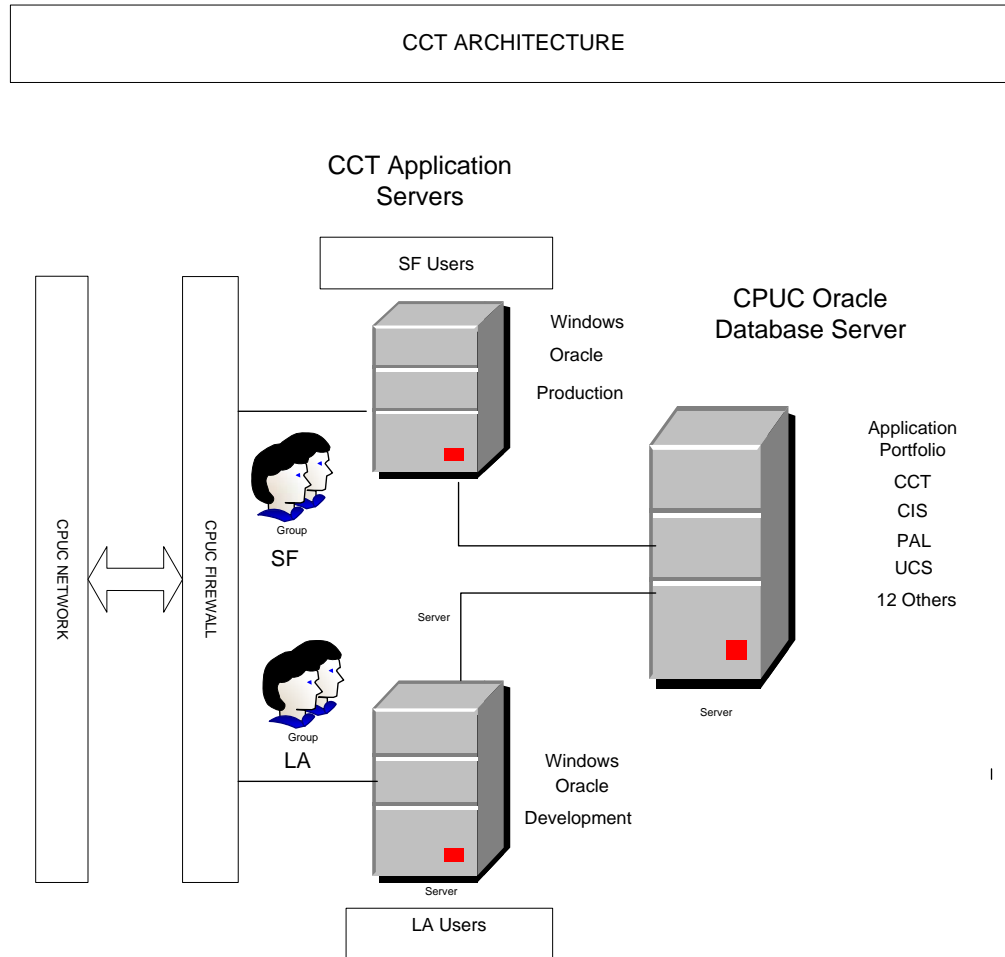 CCT ARCHITECTURE
CCT Application
Servers
SF Users
CPUC Oracle
Database Server
Windows
Oracle
Production
Application
Portfolio
CCT
CIS
PAL
UCS
12 Others
Group
SF
CPUC NETWORK
CPUC FIREWALL
Server
Group
LA
Server
Windows
Oracle
Development
Server
LA Users